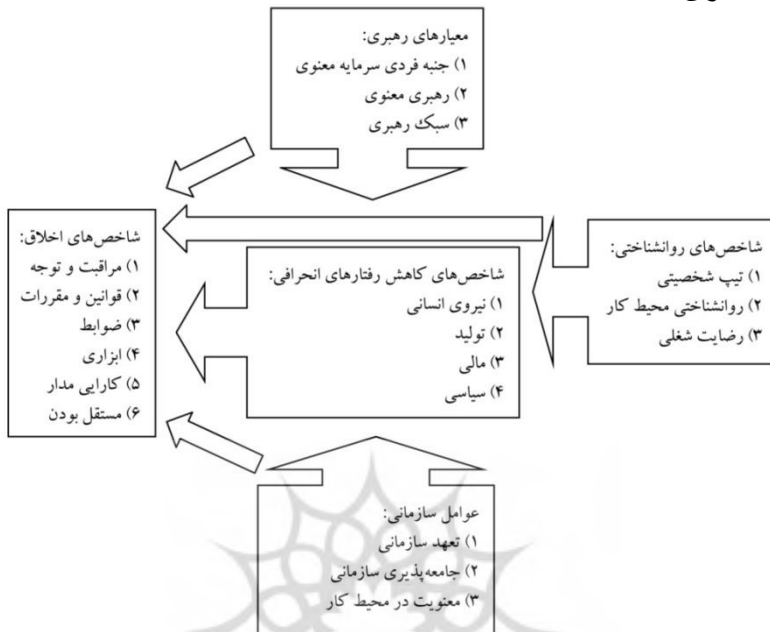 معیارهای رهبری:
۱) جنبه فردی سرمایه معنوی
۲) رهبری معنوی
۳) سبک رهبری
شاخص‌های روانشناختی:
۱) تیپ شخصیتی
۲) روانشناختی محیط کار
۳) رضایت شغلی
شاخص‌های کاهش رفتارهای انحرافی:
۱) نیروی انسانی
۲) تولید
۳) مالی
۴) سیاسی
شاخص‌های اخلاق:
۱) مراقبت و توجه
۲) قوانین و مقررات
۳) ضوابط
۴) ابزاری
۵) کارایی مدار
۶) مستقل بودن
عوامل سازمانی:
۱) تعهد سازمانی
۲) جامعه‌پذیری سازمانی
۳) معنویت در محیط کار